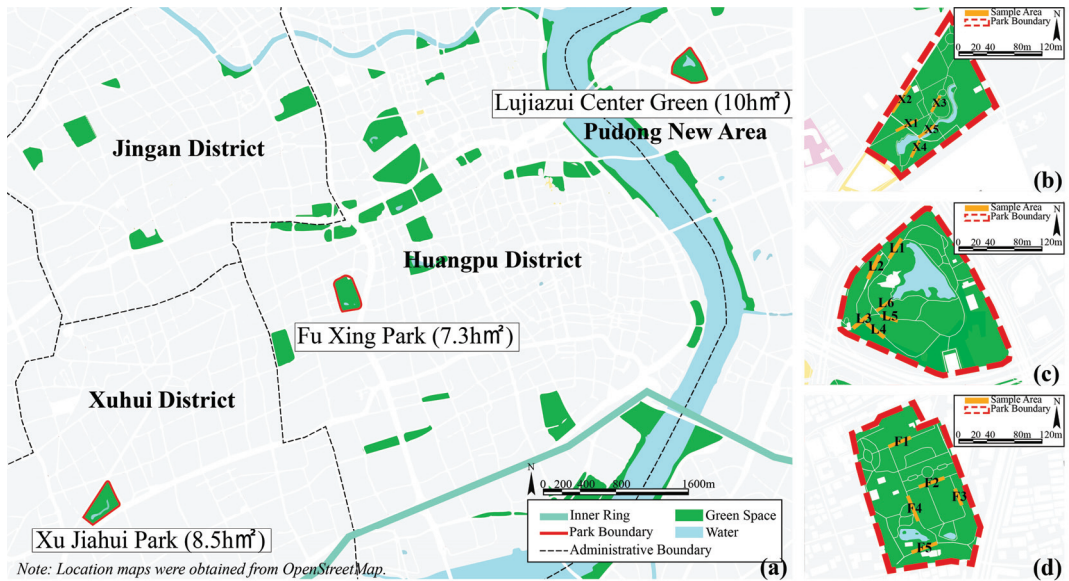 Lujiazui Center Green (10h㎡)
Pudong New Area
Jingan District
Huangpu District
Fu Xing Park (7.3h㎡)
Xuhui District
Xu Jiahui Park (8.5h㎡)
N
0 200 400 800 1600m
Inner Ring
Green Space
Park Boundary
Water
Administrative Boundary
(a)
Note: Location maps were obtained from OpenStreetMap.
Sample Area
Park Boundary
N
0 20 40 80m 120m
X2
X3
X1
X5
X4
(b)
Sample Area
Park Boundary
N
0 20 40 80m 120m
L1
L2
L6
L3
L5
L4
(c)
Sample Area
Park Boundary
N
0 20 40 80m 120m
F1
F2
F3
F4
F5
(d)